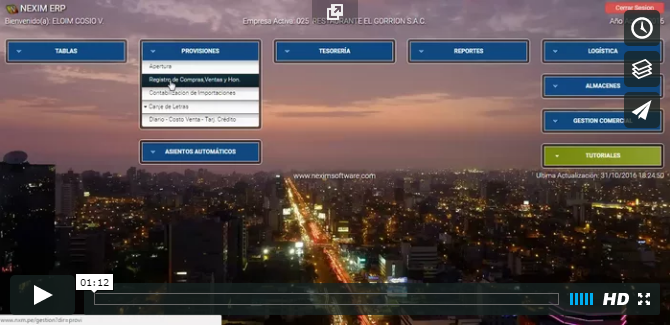 NEXIM ERP
Cerrar Sesion
Bienvenido(a): ELOIM COSIO V.
Empresa Activa: 025 RESTAURANTE EL GORRION S.A.C.
TABLAS
PROVISIONES
TESORERÍA
REPORTES
LOGÍSTICA
Apertura
Registro de Compras,Ventas y Hon.
Contabilización de Importaciones
Canje de Letras
Diario - Costo Venta - Tarj. Crédito
ALMACENES
GESTION COMERCIAL
ASIENTOS AUTOMÁTICOS
TUTORIALES
www.neximsoftware.com
Ultima Actualización: 31/10/2016 18:24:50
01:12
HD